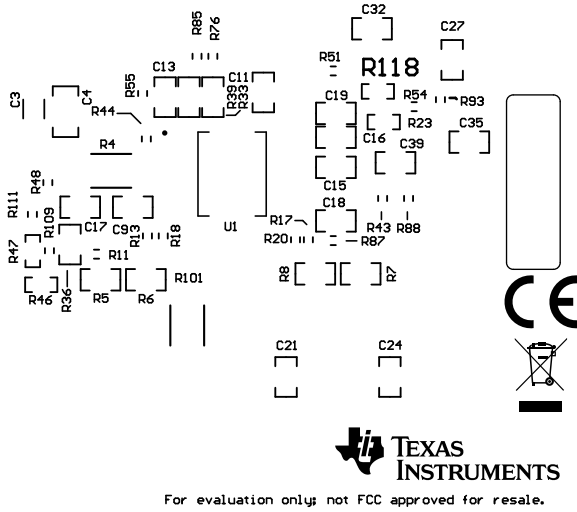 C32
R85
R76
C27
R51
C13
C11
R118
R55
C3
C4
R39
R33
C19
R54
R93
R44
R23
C35
R4
C16
C39
C15
R48
R111
R109
C17
C9
R13
R18
U1
C18
R17
R43
R88
R47
R11
R20
R87
R46
R36
R5
R6
R101
R8
R7
CE
C21
C24
TEXAS
INSTRUMENTS
For evaluation only; not FCC approved for resale.